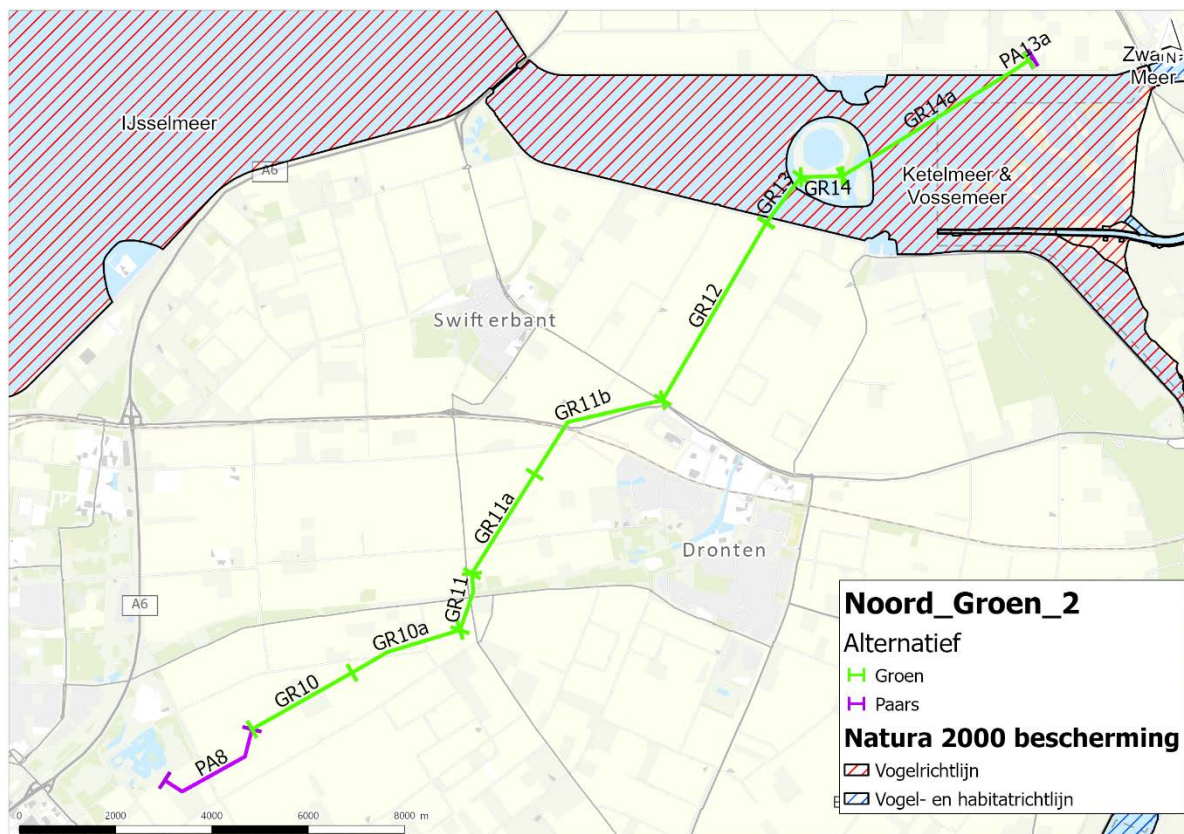 PA13a
Zwa
N
Meer
IJsselmeer
A6
GR14a
GR13
GR14
Ketelmeer &
Vossemeer
GR12
Swifterbant
GR11b
GR11a
Dronten
A6
GR11
GR10a
GR10
PA8
Noord_Groen_2
Alternatief
Groen
Paars
Natura 2000 bescherming
Vogelrichtlijn
Vogel- en habitatrichtlijn
0 2000 4000 6000 8000 m